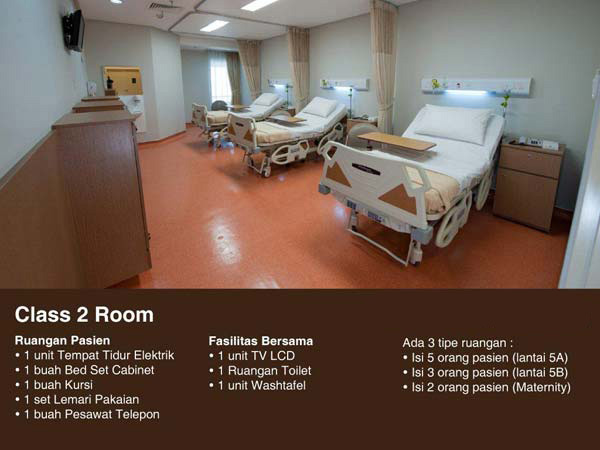 Class 2 Room
Ruangan Pasien
• 1 unit Tempat Tidur Elektrik
• 1 buah Bed Set Cabinet
• 1 buah Kursi
• 1 set Lemari Pakaian
• 1 buah Pesawat Telepon
Fasilitas Bersama
• 1 unit TV LCD
• 1 Ruangan Toilet
• 1 unit Washtafel
Ada 3 tipe ruangan :
• Isi 5 orang pasien (lantai 5A)
• Isi 3 orang pasien (lantai 5B)
• Isi 2 orang pasien (Maternity)